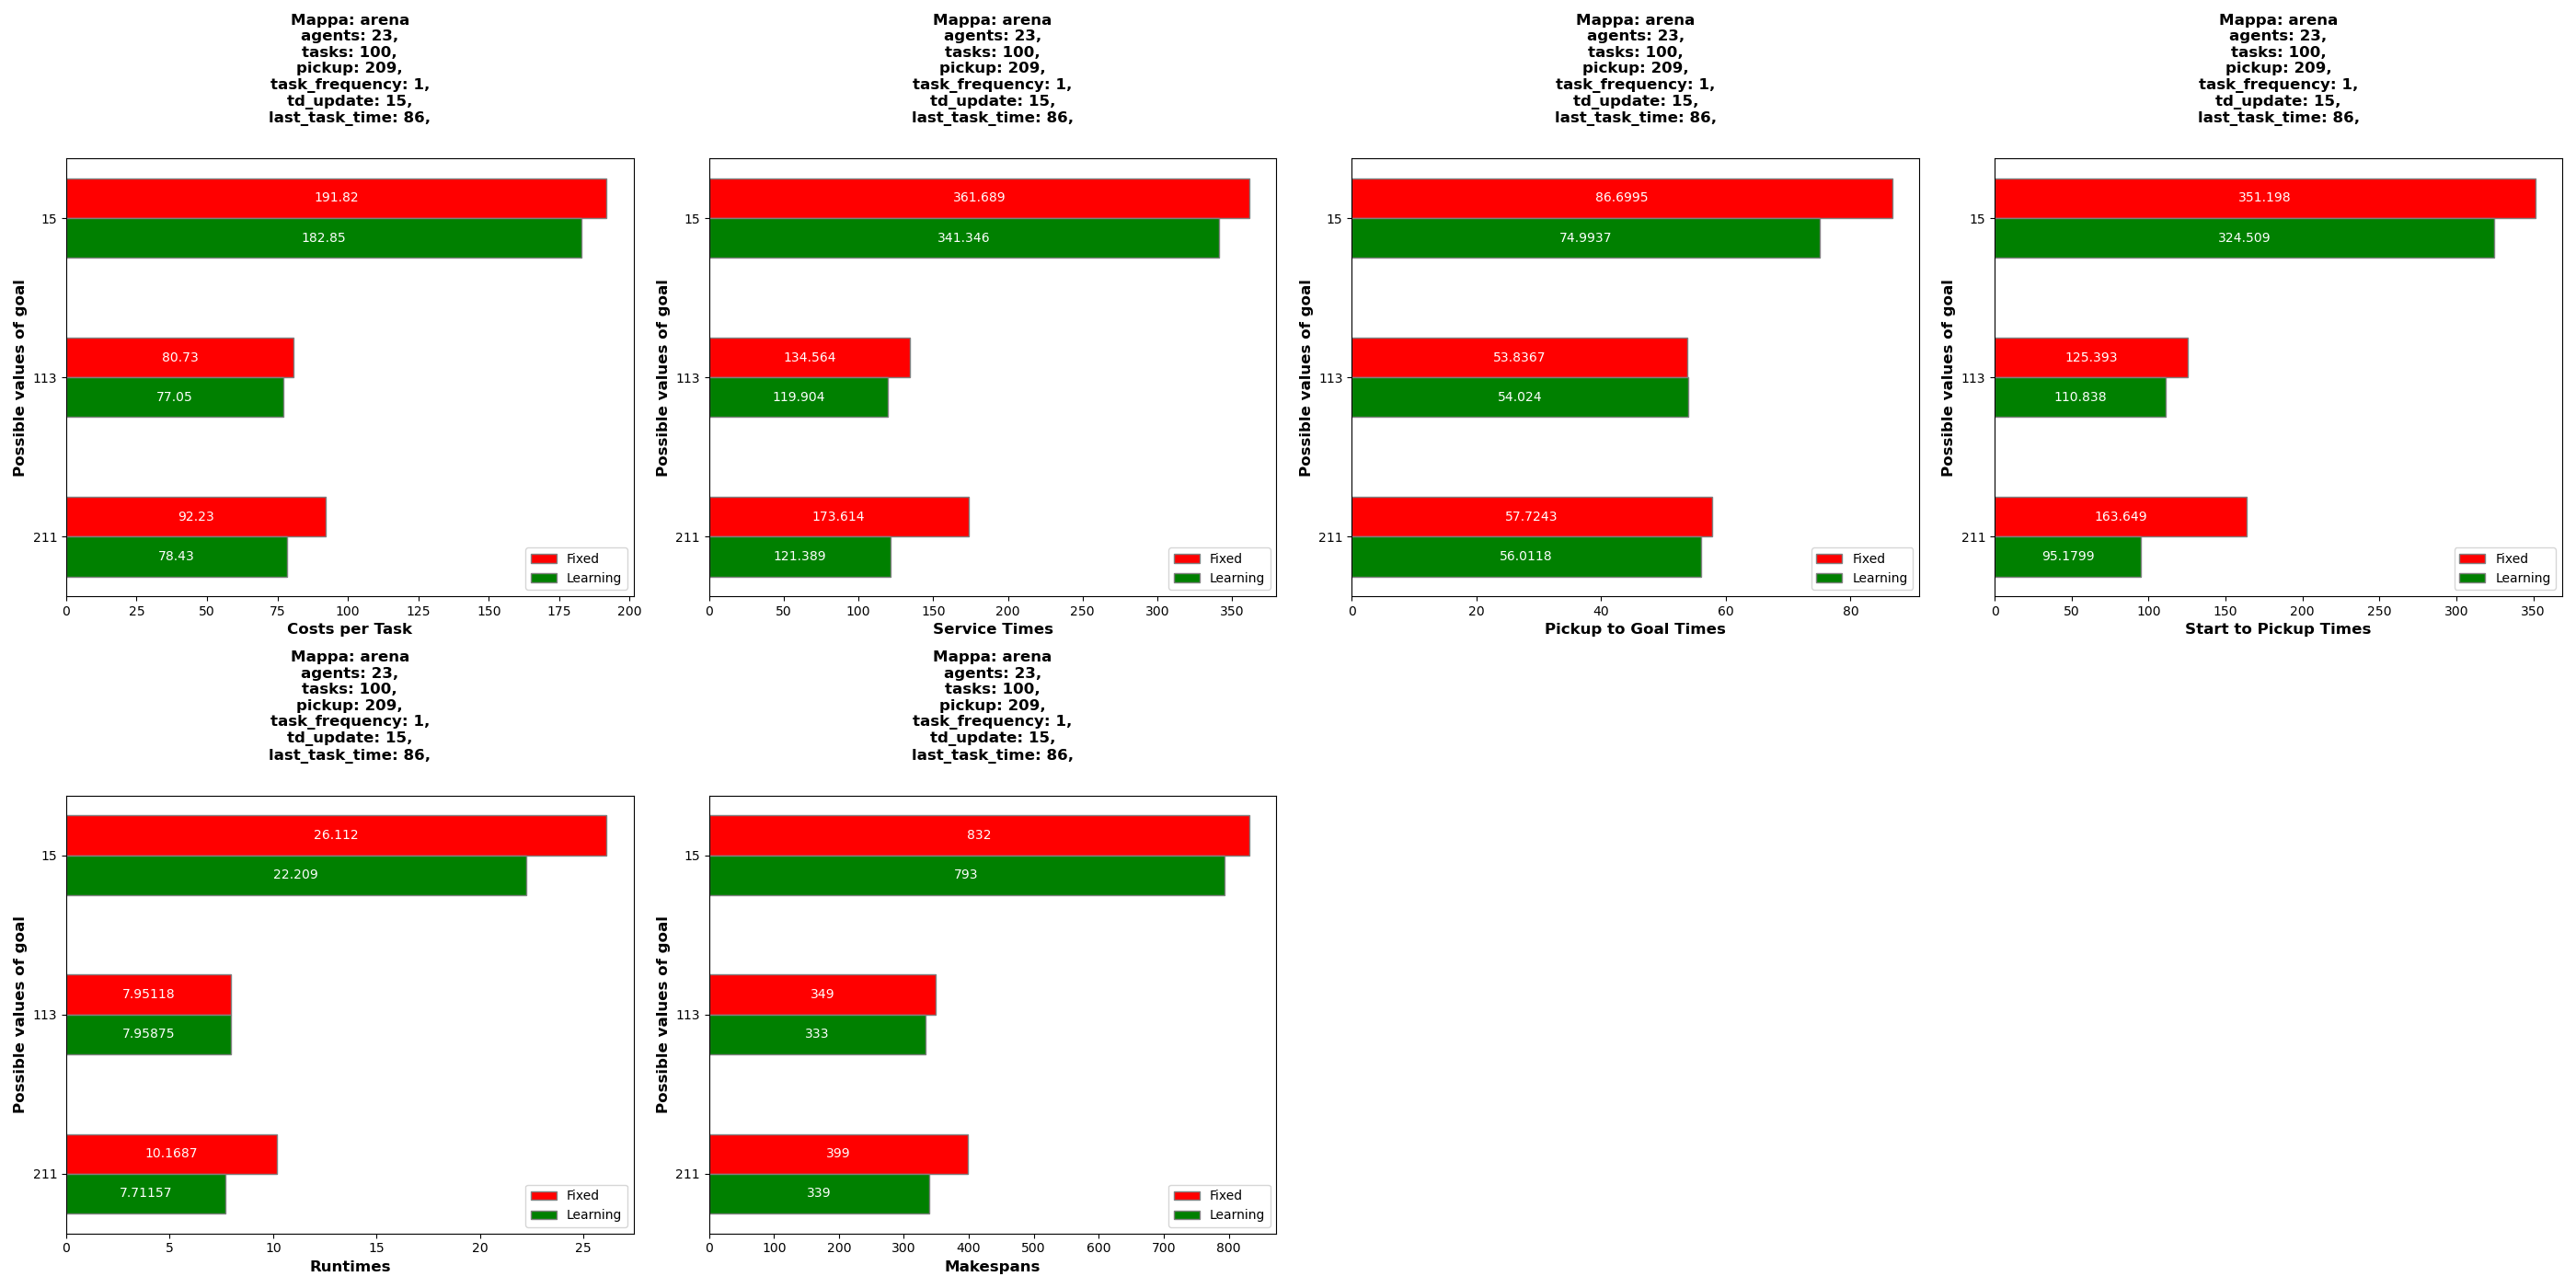 Mappa: arena
agents: 23,
tasks: 100,
pickup: 209,
task_frequency: 1,
td_update: 15,
last_task_time: 86,
Possible values of goal
15
191.82
182.85
113
80.73
77.05
211
92.23
78.43
Fixed
Learning
0 25 50 75 100 125 150 175 200
Costs per Task
Mappa: arena
agents: 23,
tasks: 100,
pickup: 209,
task_frequency: 1,
td_update: 15,
last_task_time: 86,
Possible values of goal
15
361.689
341.346
113
134.564
119.904
211
173.614
121.389
Fixed
Learning
0 50 100 150 200 250 300 350
Service Times
Mappa: arena
agents: 23,
tasks: 100,
pickup: 209,
task_frequency: 1,
td_update: 15,
last_task_time: 86,
Possible values of goal
15
86.6995
74.9937
113
53.8367
54.024
211
57.7243
56.0118
Fixed
Learning
0 20 40 60 80
Pickup to Goal Times
Mappa: arena
agents: 23,
tasks: 100,
pickup: 209,
task_frequency: 1,
td_update: 15,
last_task_time: 86,
Possible values of goal
15
351.198
324.509
113
125.393
110.838
211
163.649
95.1799
Fixed
Learning
0 50 100 150 200 250 300 350
Start to Pickup Times
Mappa: arena
agents: 23,
tasks: 100,
pickup: 209,
task_frequency: 1,
td_update: 15,
last_task_time: 86,
Possible values of goal
15
26.112
22.209
113
7.95118
7.95875
211
10.1687
7.71157
Fixed
Learning
0 5 10 15 20 25
Runtimes
Mappa: arena
agents: 23,
tasks: 100,
pickup: 209,
task_frequency: 1,
td_update: 15,
last_task_time: 86,
Possible values of goal
15
832
793
113
349
333
211
399
339
Fixed
Learning
0 100 200 300 400 500 600 700 800
Makespans